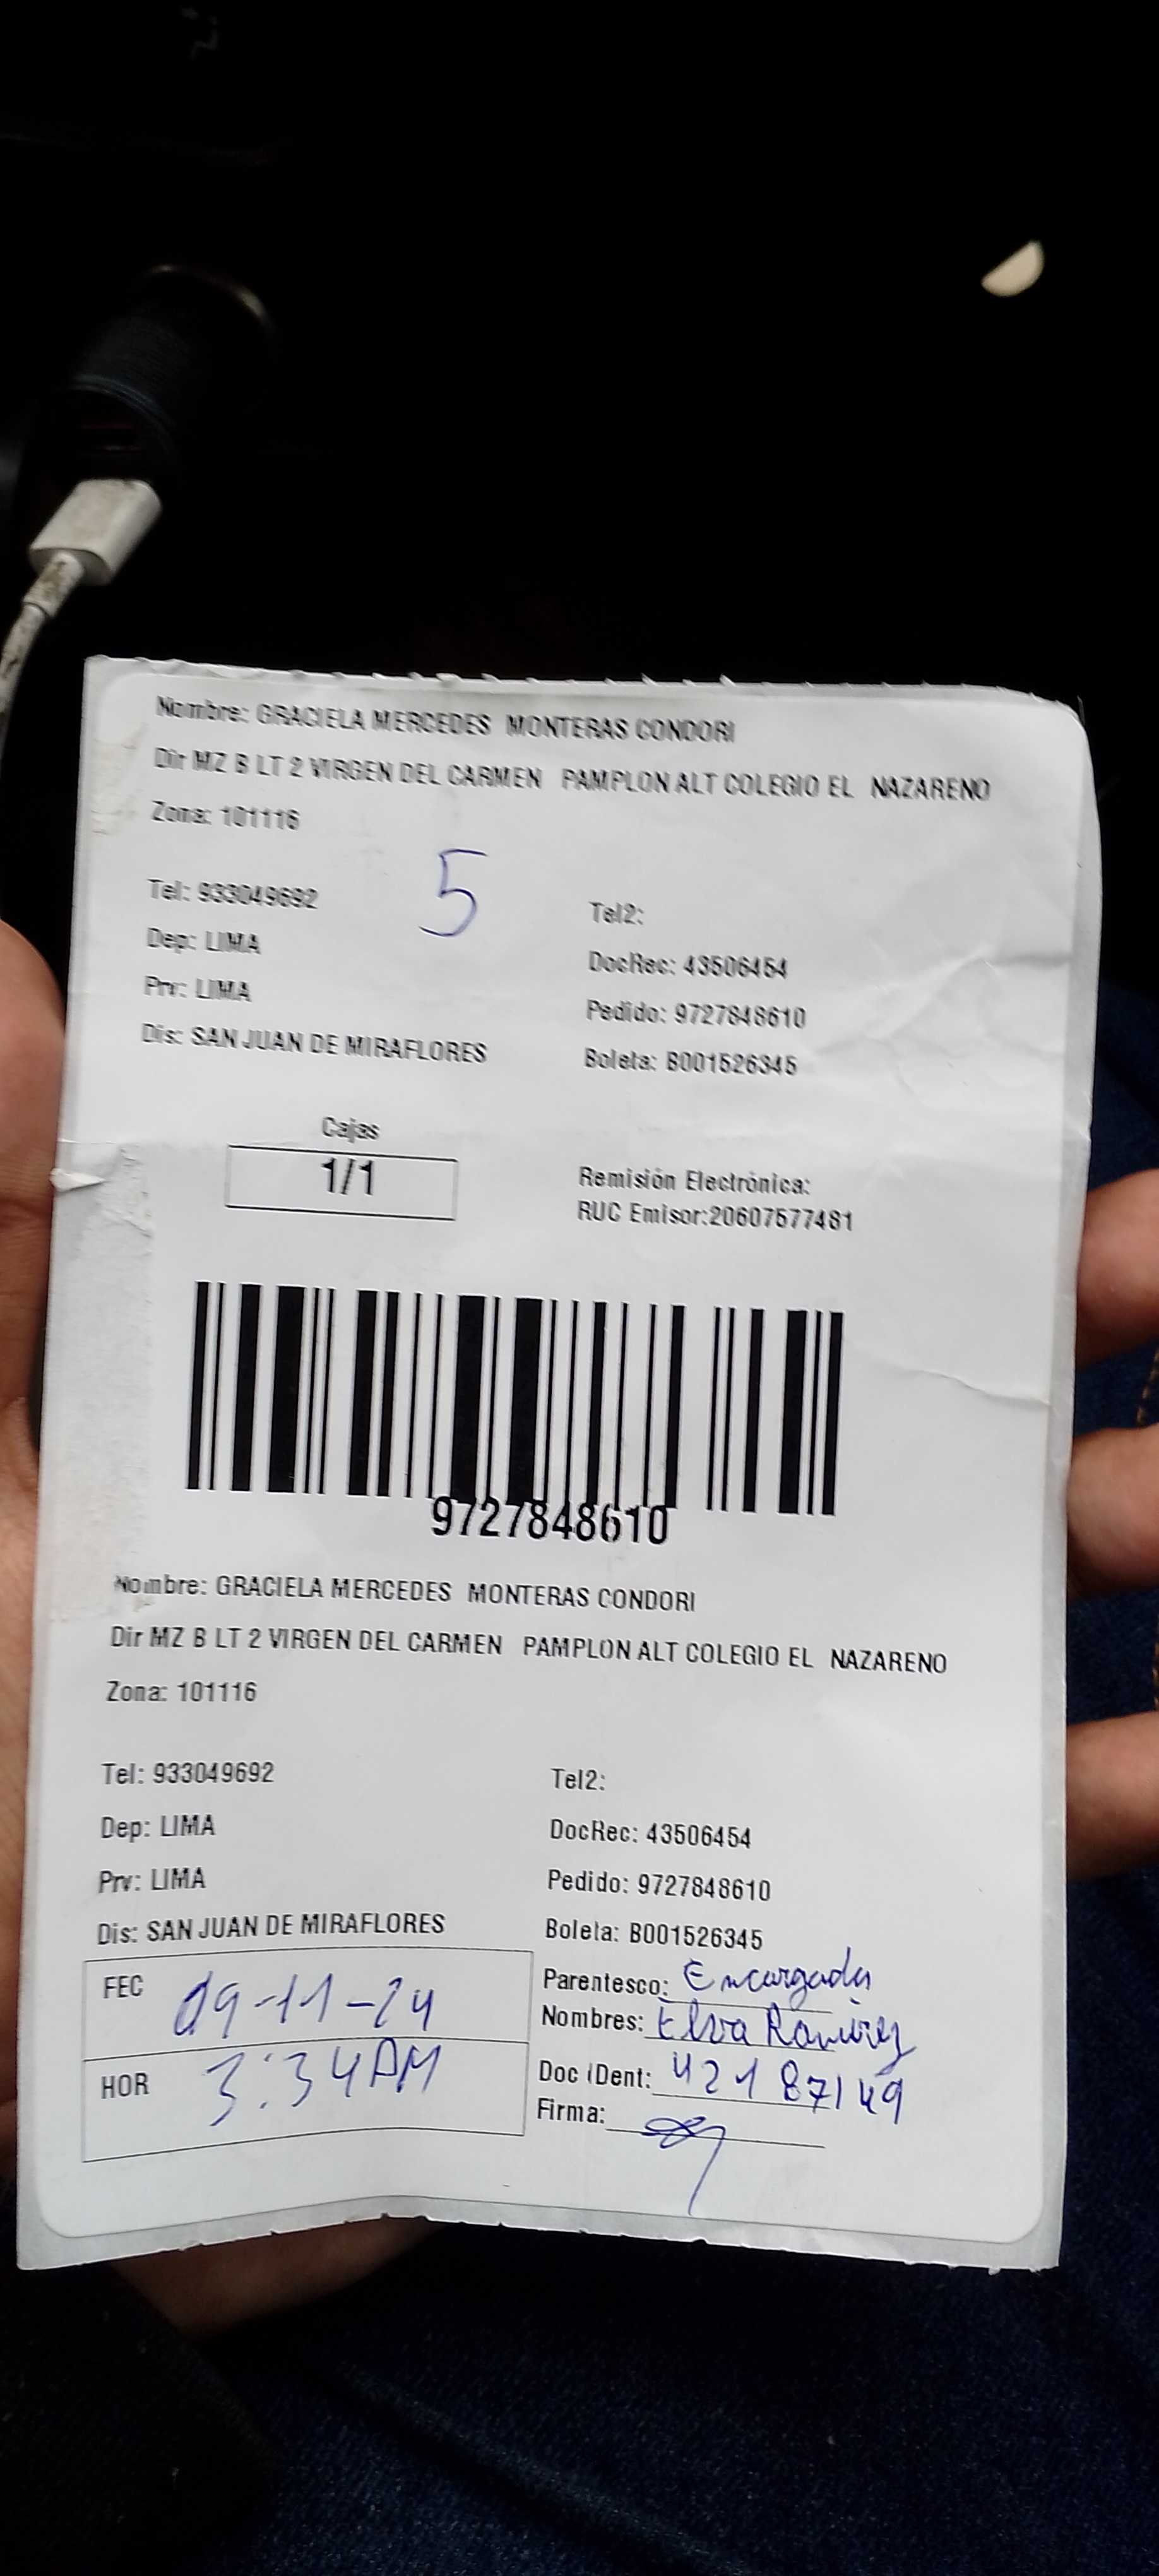 Nombre: GRACIELA MERCEDES MONTERAS CONDORI
Dir MZ B LT 2 VIRGEN DEL CARMEN PAMPLON ALT COLEGIO EL NAZARENO
Zona: 101116
5
Tel: 933049692 Tel2:
Dep: LIMA DocRec: 43506454
Prv: LIMA Pedido: 9727848610
Dis: SAN JUAN DE MIRAFLORES Boleta: B001526345
Cajas
1/1
Remisión Electrónica:
RUC Emisor:20607577481
9727848610
Nombre: GRACIELA MERCEDES MONTERAS CONDORI
Dir MZ B LT 2 VIRGEN DEL CARMEN PAMPLON ALT COLEGIO EL NAZARENO
Zona: 101116
Tel: 933049692 Tel2:
Dep: LIMA DocRec: 43506454
Prv: LIMA Pedido: 9727848610
Dis: SAN JUAN DE MIRAFLORES Boleta: B001526345
FEC 09-11-24
HOR 3:34PM
Parentesco: Encargada
Nombres: Elva Ramirez
Doc IDent: 42187149
Firma: